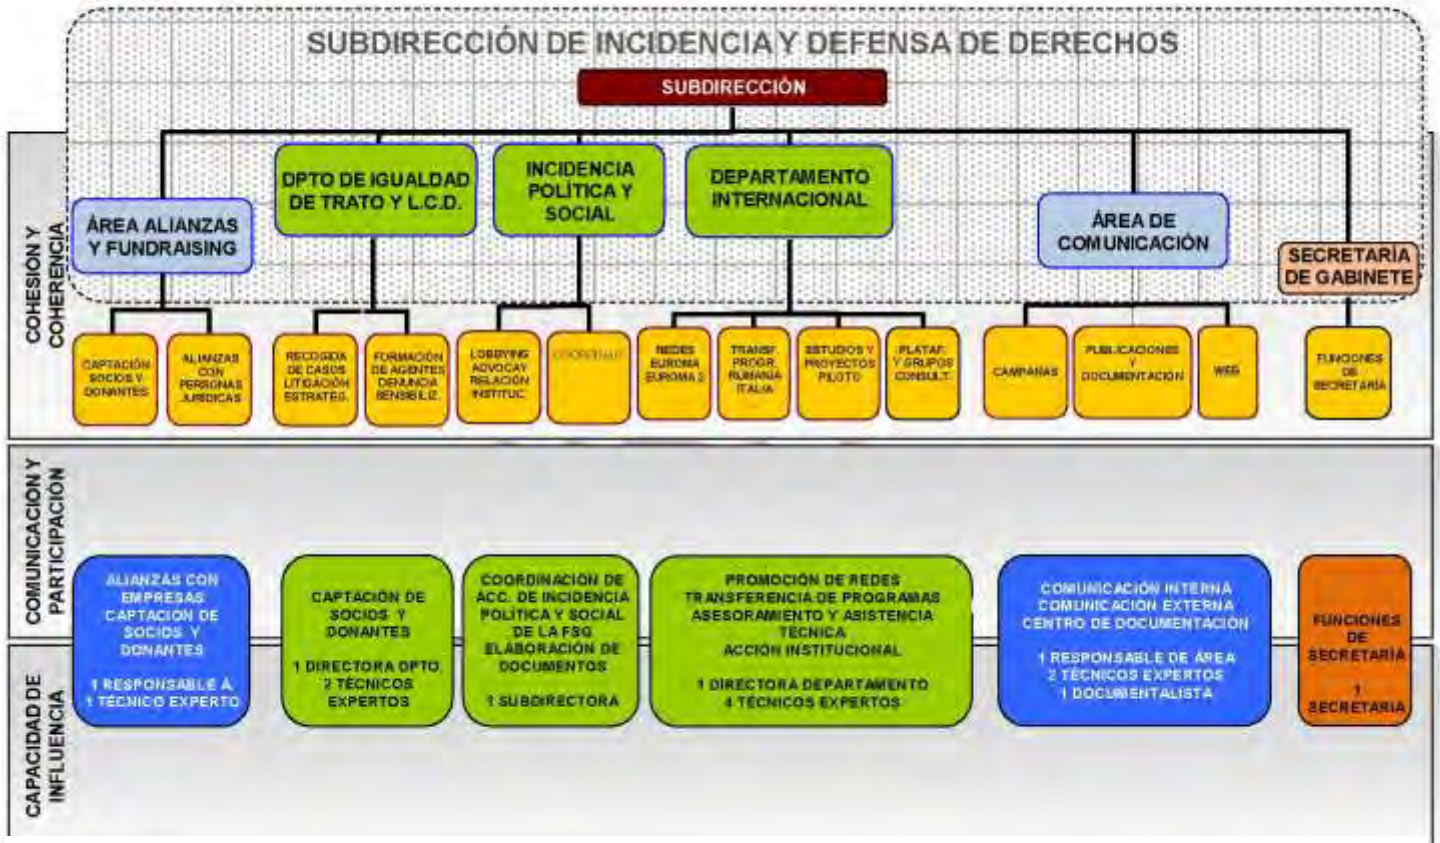 SUBDIRECCIÓN DE INCIDENCIA Y DEFENSA DE DERECHOS
SUBDIRECCIÓN
COHESIÓN Y
COHERENCIA
ÁREA ALIANZAS
Y FUNDRAISING
DPTO DE IGUALDAD
DE TRATO Y L.C.D.
INCIDENCIA
POLÍTICA Y
SOCIAL
DEPARTAMENTO
INTERNACIONAL
ÁREA DE
COMUNICACIÓN
SECRETARÍA
DE GABINETE
CAPTACIÓN
SOCIOS Y
DONANTES
ALIANZAS
CON
PERSONAS
JURÍDICAS
RECOGIDA
DE CASOS
LITIGACIÓN
ESTRATEG.
FORMACIÓN
DE AGENTES
DENUNCIA
SENSIBILIZ.
LOBBYING
ADVOCAY
RELACIÓN
INSTITUC.
REDES
EUROMA
EUROMA 2
TRANSF.
PROGR
RUMANIA
ITALIA
ESTUDIOS Y
PROYECTOS
PILOTO
PLATAF.
Y GRUPOS
CONSULT.
CAMPAÑAS
PUBLICACIONES
Y
DOCUMENTACIÓN
WEB
FUNCIONES
DE
SECRETARÍA
COMUNICACIÓN Y
PARTICIPACIÓN
CAPACIDAD DE
INFLUENCIA
ALIANZAS CON
EMPRESAS
CAPTACIÓN DE
SOCIOS Y
DONANTES
1 RESPONSABLE A.
1 TÉCNICO EXPERTO
CAPTACIÓN DE
SOCIOS Y
DONANTES
1 DIRECTORA DPTO.
2 TÉCNICOS
EXPERTOS
COORDINACIÓN DE
ACC. DE INCIDENCIA
POLÍTICA Y SOCIAL
DE LA FSG
ELABORACIÓN DE
DOCUMENTOS
1 SUBDIRECTORA
PROMOCIÓN DE REDES
TRANSFERENCIA DE PROGRAMAS
ASESORAMIENTO Y ASISTENCIA
TÉCNICA
ACCIÓN INSTITUCIONAL
1 DIRECTORA DEPARTAMENTO
4 TÉCNICOS EXPERTOS
COMUNICACIÓN INTERNA
COMUNICACIÓN EXTERNA
CENTRO DE DOCUMENTACIÓN
1 RESPONSABLE DE ÁREA
2 TÉCNICOS EXPERTOS
1 DOCUMENTALISTA
FUNCIONES
DE
SECRETARÍA
1
SECRETARIA